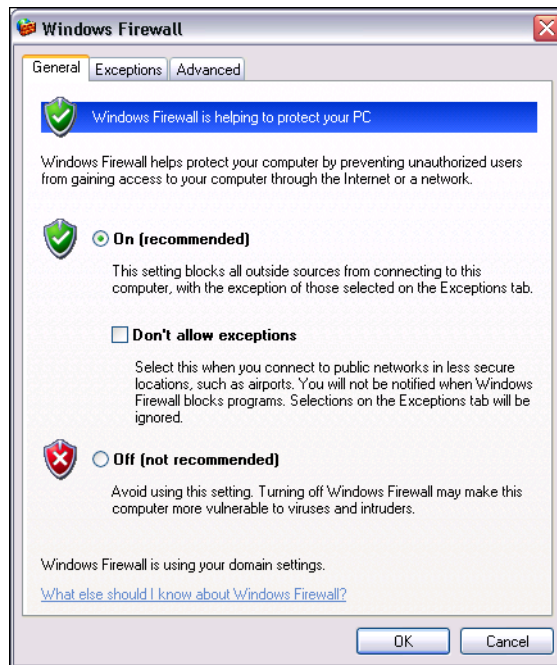 Windows Firewall
General Exceptions Advanced
Windows Firewall is helping to protect your PC
Windows Firewall helps protect your computer by preventing unauthorized users
from gaining access to your computer through the Internet or a network.
On (recommended)
This setting blocks all outside sources from connecting to this
computer, with the exception of those selected on the Exceptions tab.
Don't allow exceptions
Select this when you connect to public networks in less secure
locations, such as airports. You will not be notified when Windows
Firewall blocks programs. Selections on the Exceptions tab will be
ignored.
Off (not recommended)
Avoid using this setting. Turning off Windows Firewall may make this
computer more vulnerable to viruses and intruders.
Windows Firewall is using your domain settings.
What else should I know about Windows Firewall?
OK Cancel